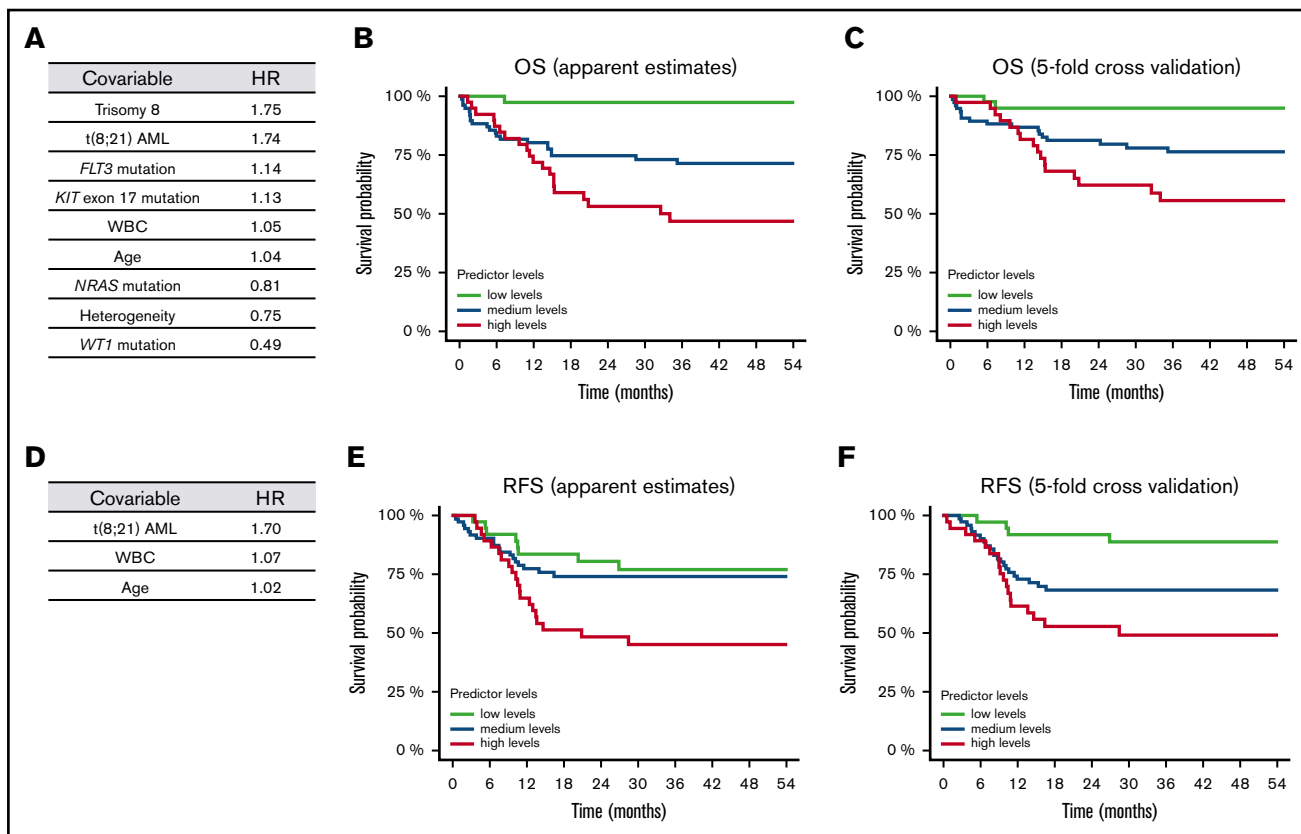 A
Covariable HR
Trisomy 8 1.75
t(8;21) AML 1.74
FLT3 mutation 1.14
KIT exon 17 mutation 1.13
WBC 1.05
Age 1.04
NRAS mutation 0.81
Heterogeneity 0.75
WT1 mutation 0.49
B
OS (apparent estimates)
Survival probability
100 %
75 %
50 %
25 %
0 %
Predictor levels
low levels
medium levels
high levels
0 6 12 18 24 30 36 42 48 54
Time (months)
C
OS (5-fold cross validation)
Survival probability
100 %
75 %
50 %
25 %
0 %
Predictor levels
low levels
medium levels
high levels
0 6 12 18 24 30 36 42 48 54
Time (months)
D
Covariable HR
t(8;21) AML 1.70
WBC 1.07
Age 1.02
E
RFS (apparent estimates)
Survival probability
100 %
75 %
50 %
25 %
0 %
Predictor levels
low levels
medium levels
high levels
0 6 12 18 24 30 36 42 48 54
Time (months)
F
RFS (5-fold cross validation)
Survival probability
100 %
75 %
50 %
25 %
0 %
Predictor levels
low levels
medium levels
high levels
0 6 12 18 24 30 36 42 48 54
Time (months)